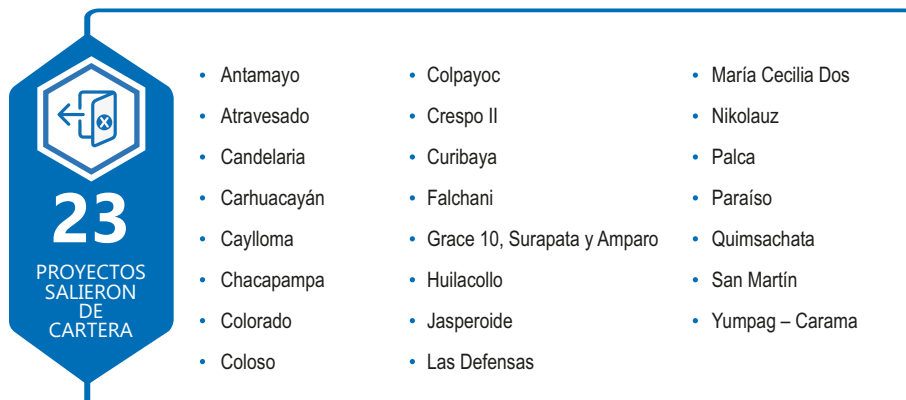 23
PROYECTOS
SALIERON
DE
CARTERA
• Antamayo
• Atravesado
• Candelaria
• Carhuacayán
• Caylloma
• Chacapampa
• Colorado
• Coloso
• Colpayoc
• Crespo II
• Curibaya
• Falchani
• Grace 10, Surapata y Amparo
• Huilacollo
• Jasperoide
• Las Defensas
• María Cecilia Dos
• Nikolauz
• Palca
• Paraíso
• Quimsachata
• San Martín
• Yumpag – Carama